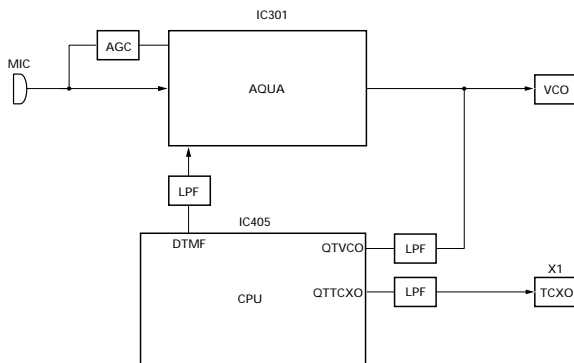 IC301
AGC
MIC
AQUA
VCO
LPF
IC405
DTMF
QTVCO
LPF
X1
QTTCXO
LPF
TCXO
CPU